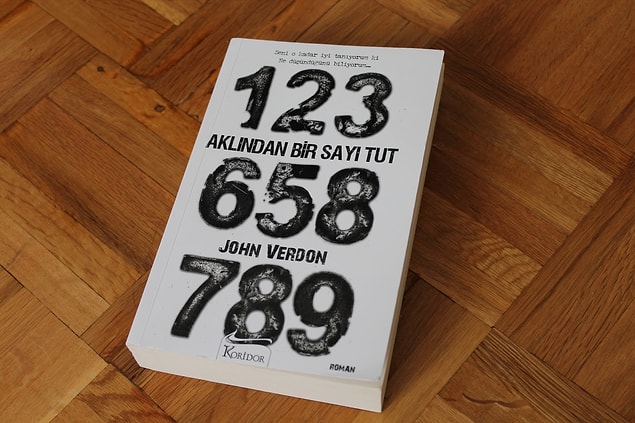 Seni o kadar iyi tanıyorum ki
Ne düşündüğünü biliyorum...
123
AKLINDAN BİR SAYI TUT
658
JOHN VERDON
789
KORİDOR
ROMAN